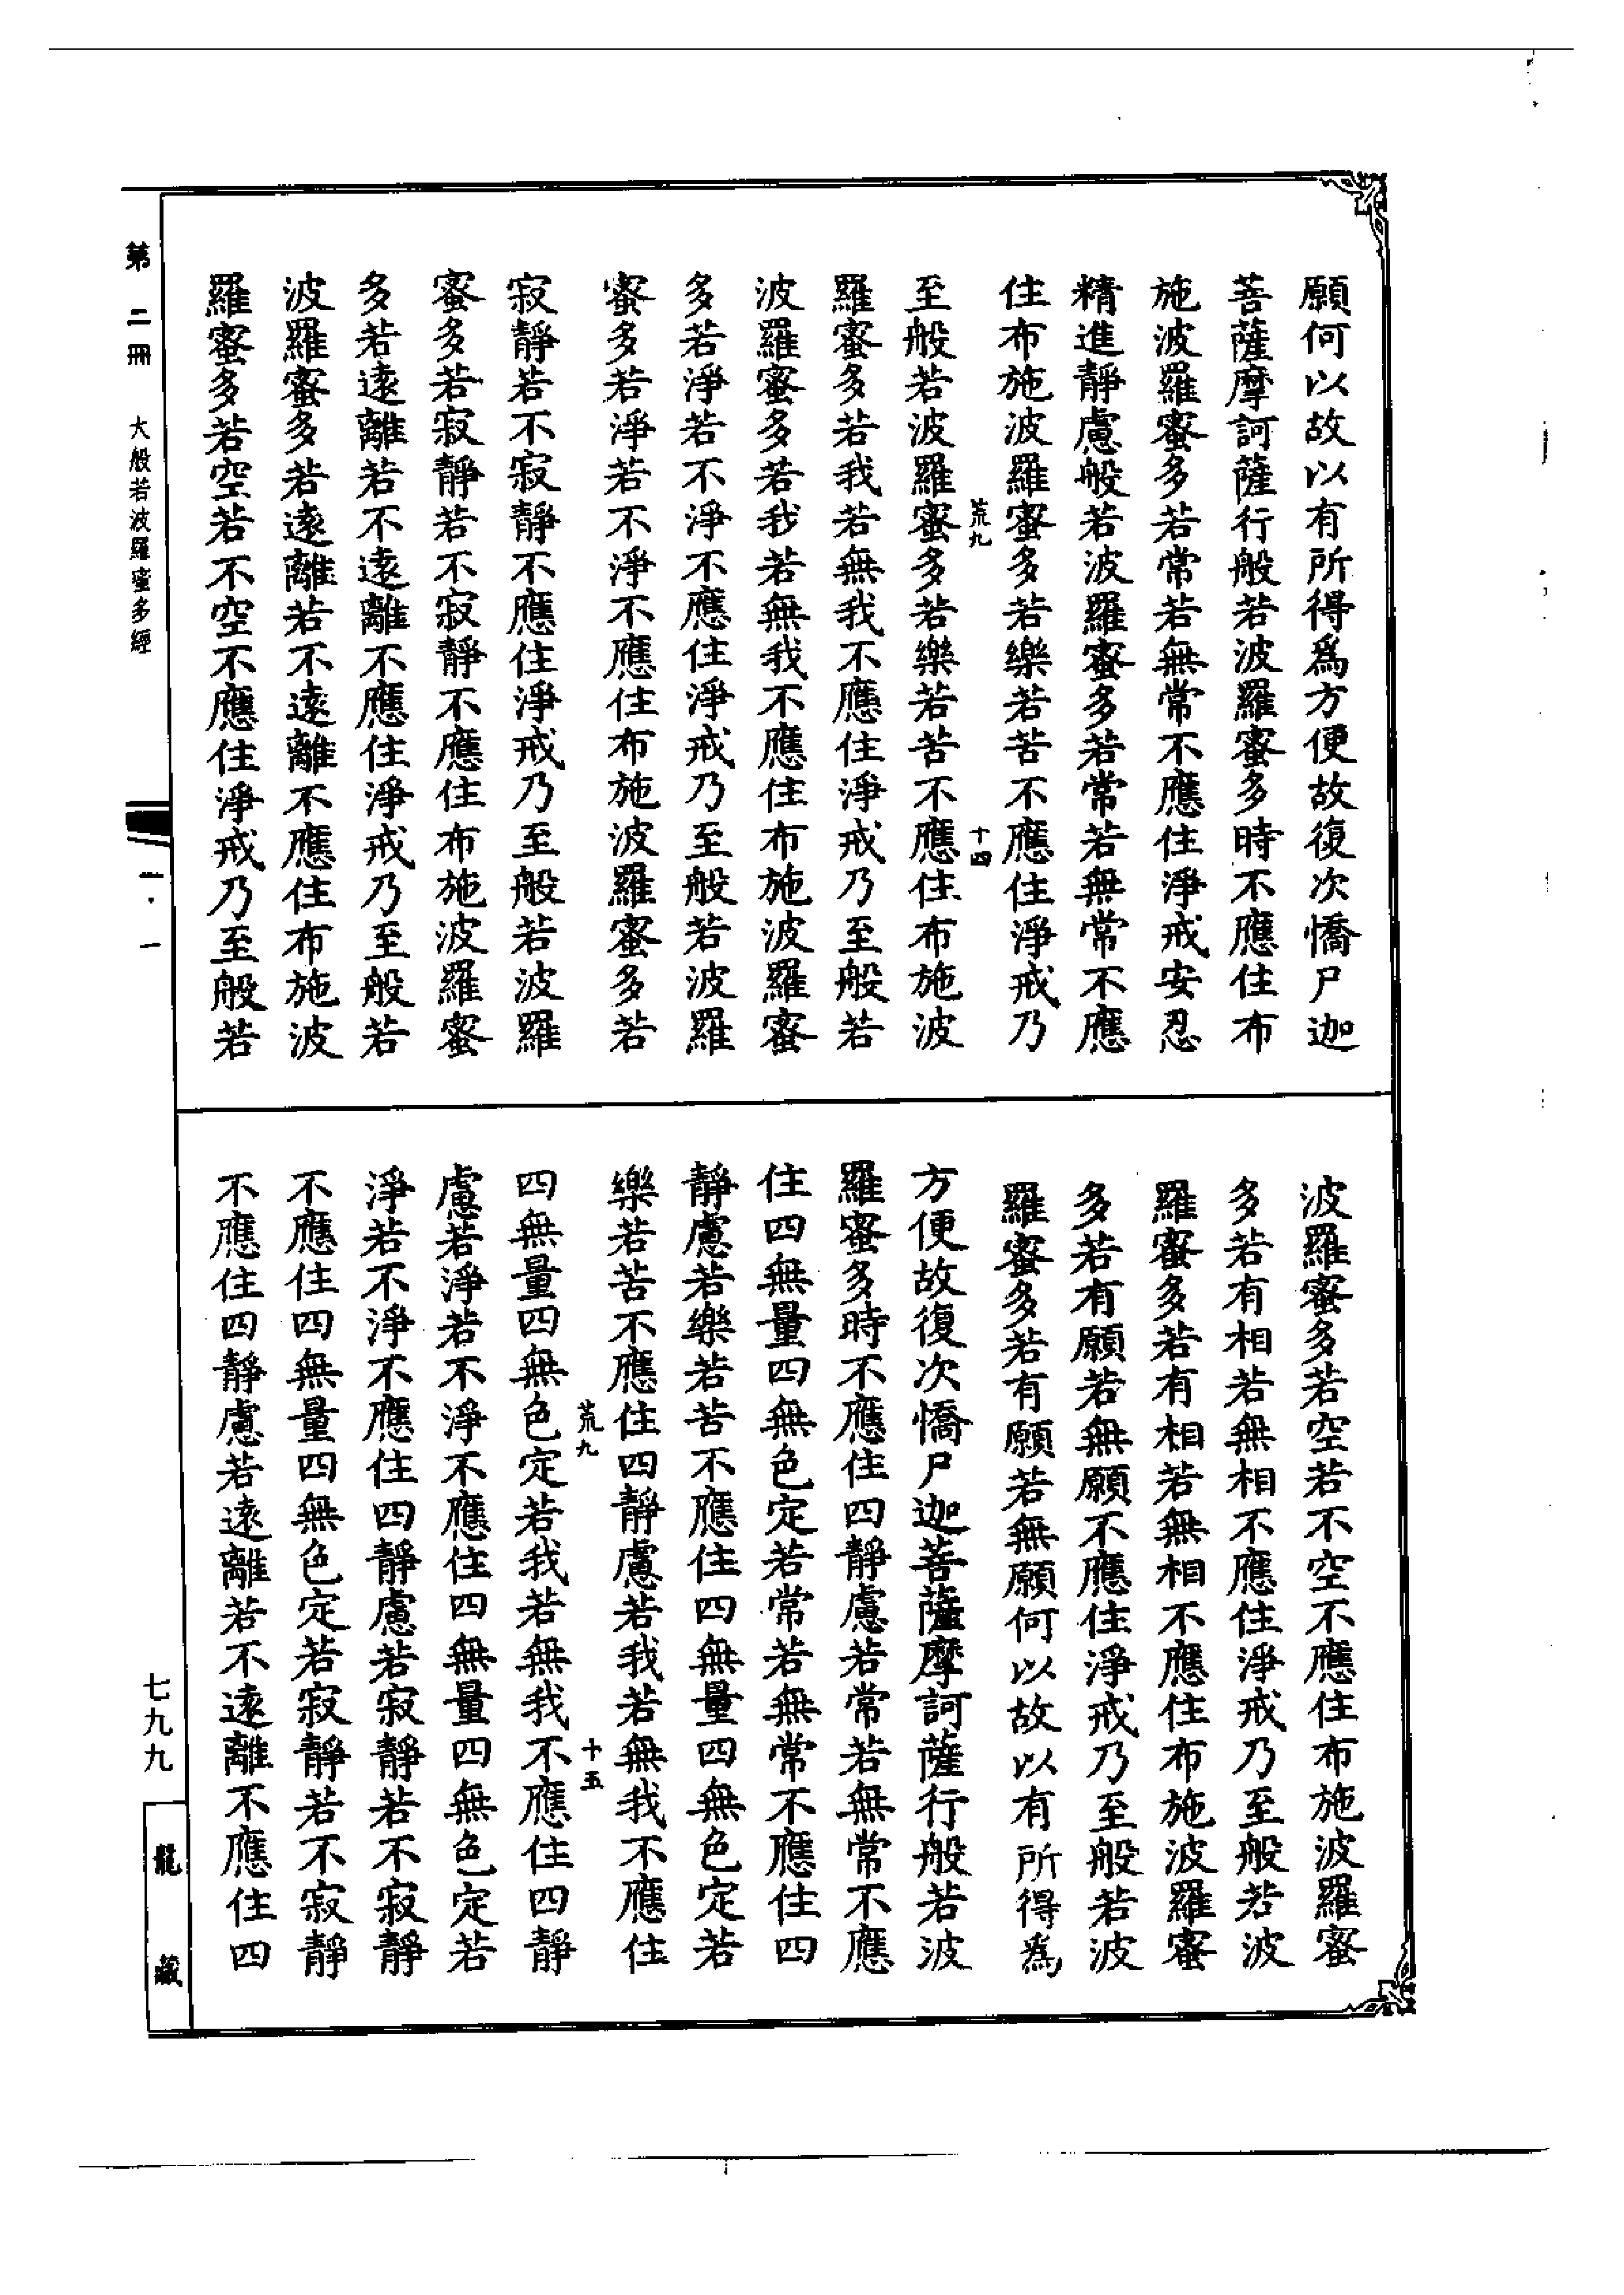 願何以故以有所得爲方便故復次憍尸迦
菩薩摩訶薩行般若波羅蜜多時不應住布
施波羅蜜多若常若無常不應住淨戒安忍
精進靜慮般若波羅蜜多若常若無常不應
住布施波羅蜜多若樂若苦不應住淨戒乃
荒九
十四
至般若波羅蜜多若樂若苦不應住布施波
羅蜜多若我若無我不應住淨戒乃至般若
波羅蜜多若我若無我不應住布施波羅蜜
多若淨若不淨不應住淨戒乃至般若波羅
蜜多若淨若不淨不應住布施波羅蜜多若
寂靜若不寂靜不應住淨戒乃至般若波羅
蜜多若寂靜若不寂靜不應住布施波羅蜜
多若遠離若不遠離不應住淨戒乃至般若
波羅蜜多若遠離若不遠離不應住布施波
羅蜜多若空若不空不應住淨戒乃至般若
波羅蜜多若空若不空不應住布施波羅蜜
多若有相若無相不應住淨戒乃至般若波
羅蜜多若有相若無相不應住布施波羅蜜
多若有願若無願不應住淨戒乃至般若波
羅蜜多若有願若無願何以故以有所得爲
方便故復次憍尸迦菩薩摩訶薩行般若波
羅蜜多時不應住四靜慮若常若無常不應
住四無量四無色定若常若無常不應住四
靜慮若樂若苦不應住四無量四無色定若
樂若苦不應住四靜慮若我若無我不應住
荒九
十五
四無量四無色定若我若無我不應住四靜
慮若淨若不淨不應住四無量四無色定若
淨若不淨不應住四靜慮若寂靜若不寂靜
不應住四無量四無色定若寂靜若不寂靜
不應住四靜慮若遠離若不遠離不應住四
第二冊
大般若波羅蜜多經
七九九
龍藏